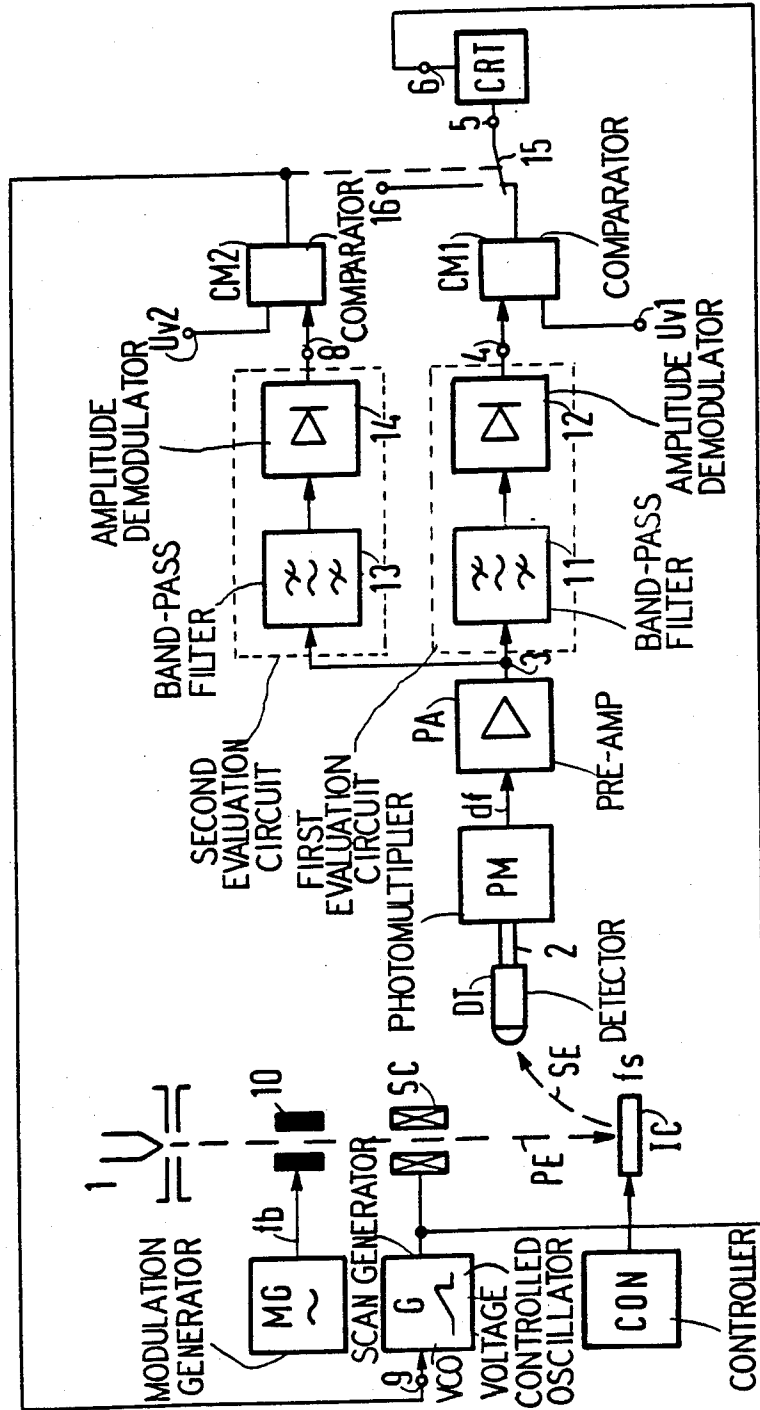 1
10
MG
~
fb
MODULATION
GENERATOR
SCAN GENERATOR
G
9
VCO
VOLTAGE
CONTROLLED
OSCILLATOR
SC
PE
CON
CONTROLLER
IC
fs
SE
DT
DETECTOR
2
PHOTOMULTIPLIER
PM
df
PA
PRE-AMP
3
SECOND
EVALUATION
CIRCUIT
FIRST
EVALUATION
CIRCUIT
BAND-PASS
FILTER
13
AMPLITUDE
DEMODULATOR
14
8
Uv2
CM2
COMPARATOR
11
BAND-PASS
FILTER
12
AMPLITUDE
DEMODULATOR
4
Uv1
CM1
COMPARATOR
16
15
5
6
CRT